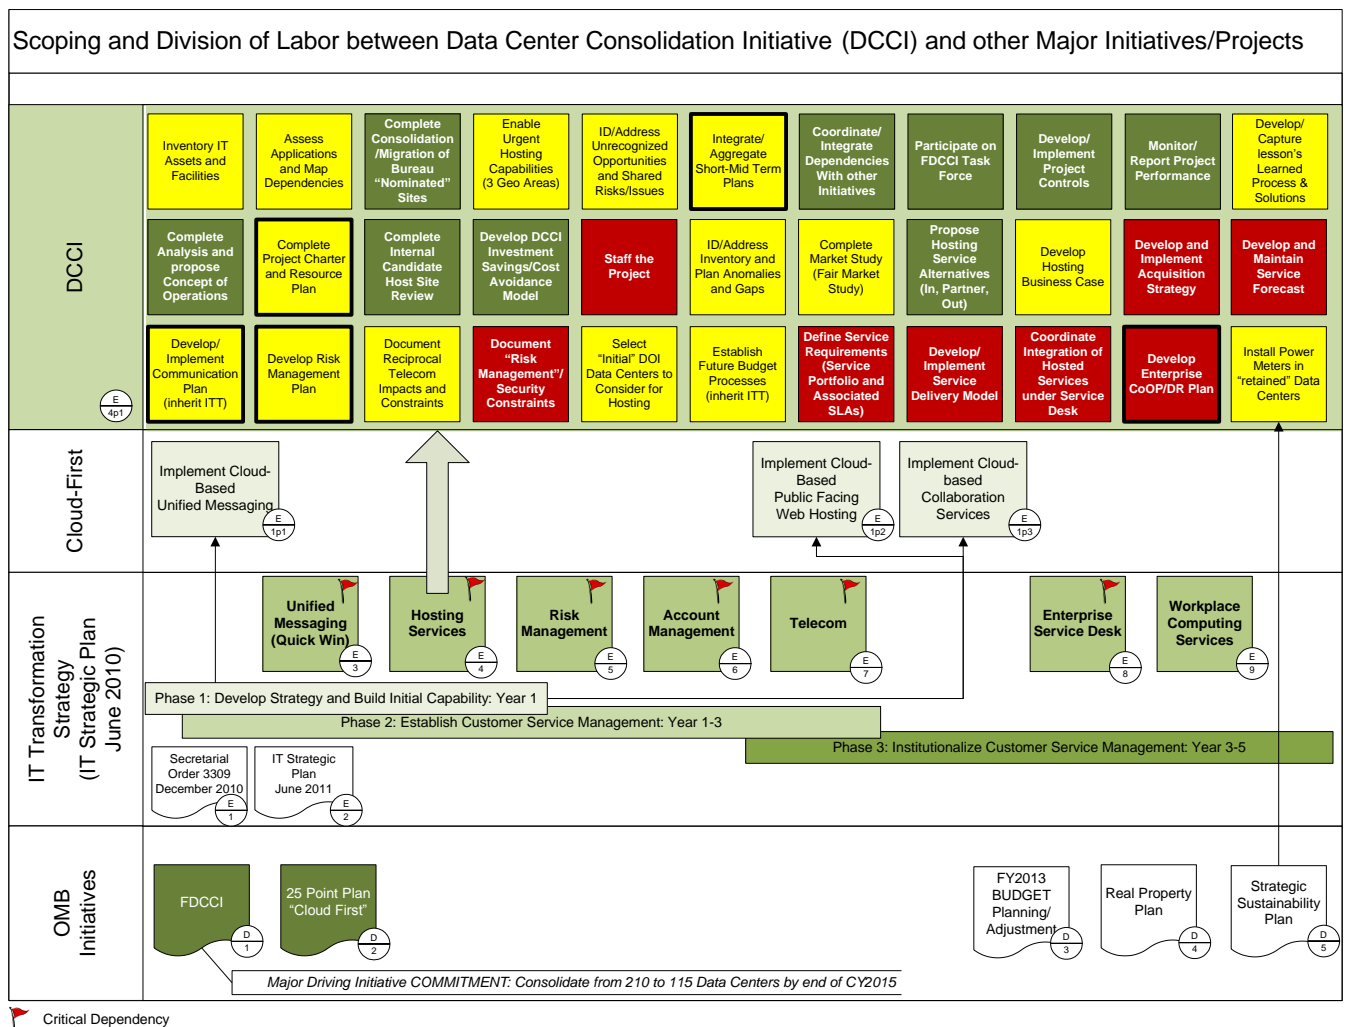 Scoping and Division of Labor between Data Center Consolidation Initiative (DCCI) and other Major Initiatives/Projects
DCCI
E
4p1
Inventory IT
Assets and
Facilities
Assess
Applications
and Map
Dependencies
Complete
Consolidation
/Migration of
Bureau
“Nominated”
Sites
Enable
Urgent
Hosting
Capabilities
(3 Geo Areas)
ID/Address
Unrecognized
Opportunities
and Shared
Risks/Issues
Integrate/
Aggregate
Short-Mid Term
Plans
Coordinate/
Integrate
Dependencies
With other
Initiatives
Participate on
FDCCI Task
Force
Develop/
Implement
Project
Controls
Monitor/
Report Project
Performance
Develop/
Capture
lesson’s
Learned
Process &
Solutions
Complete
Analysis and
propose
Concept of
Operations
Complete
Project Charter
and Resource
Plan
Complete
Internal
Candidate
Host Site
Review
Develop DCCI
Investment
Savings/Cost
Avoidance
Model
Staff the
Project
ID/Address
Inventory and
Plan Anomalies
and Gaps
Complete
Market Study
(Fair Market
Study)
Propose
Hosting
Service
Alternatives
(In, Partner,
Out)
Develop
Hosting
Business Case
Develop and
Implement
Acquisition
Strategy
Develop and
Maintain
Service
Forecast
Develop/
Implement
Communication
Plan
(inherit ITT)
Develop Risk
Management
Plan
Document
Reciprocal
Telecom
Impacts and
Constraints
Document
“Risk
Management”/
Security
Constraints
Select
“Initial” DOI
Data Centers to
Consider for
Hosting
Establish
Future Budget
Processes
(inherit ITT)
Define Service
Requirements
(Service
Portfolio and
Associated
SLAs)
Develop/
Implement
Service
Delivery Model
Coordinate
Integration of
Hosted
Services
under Service
Desk
Develop
Enterprise
CoOP/DR Plan
Install Power
Meters in
“retained” Data
Centers
Cloud-First
Implement Cloud-
Based
Unified Messaging
E
1p1
Implement Cloud-
Based
Public Facing
Web Hosting
E
1p2
Implement Cloud-
based
Collaboration
Services
E
1p3
IT Transformation
Strategy
(IT Strategic Plan
June 2010)
Unified
Messaging
(Quick Win)
E
3
Hosting
Services
E
4
Risk
Management
E
5
Account
Management
E
6
Telecom
E
7
Enterprise
Service Desk
E
8
Workplace
Computing
Services
E
9
Phase 1: Develop Strategy and Build Initial Capability: Year 1
Phase 2: Establish Customer Service Management: Year 1-3
Phase 3: Institutionalize Customer Service Management: Year 3-5
Secretarial
Order 3309
December 2010
E
1
IT Strategic
Plan
June 2011
E
2
OMB
Initiatives
FDCCI
D
1
25 Point Plan
“Cloud First”
D
2
FY2013
BUDGET
Planning/
Adjustment
D
3
Real Property
Plan
D
4
Strategic
Sustainability
Plan
D
5
Major Driving Initiative COMMITMENT: Consolidate from 210 to 115 Data Centers by end of CY2015
Critical Dependency